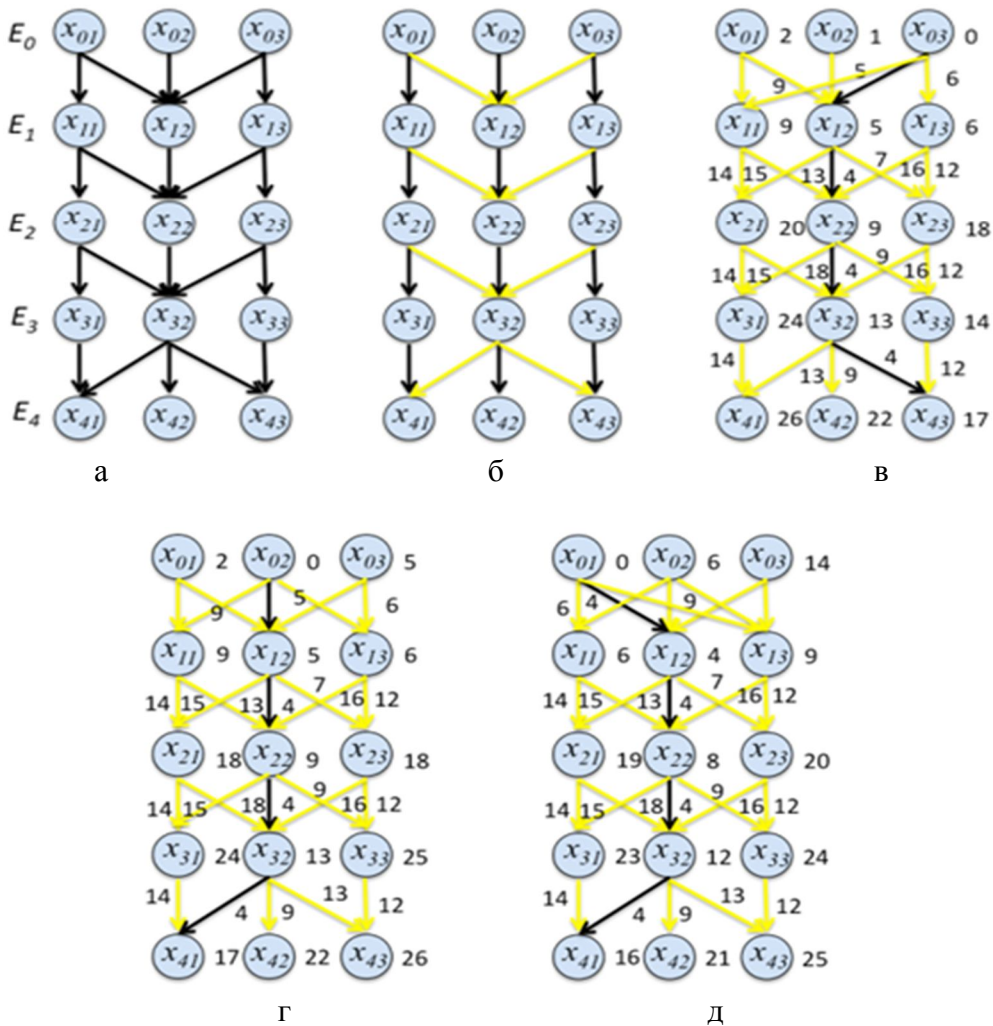 E₀ x₀₁ x₀₂ x₀₃
E₁ x₁₁ x₁₂ x₁₃
E₂ x₂₁ x₂₂ x₂₃
E₃ x₃₁ x₃₂ x₃₃
E₄ x₄₁ x₄₂ x₄₃
а
x₀₁ x₀₂ x₀₃
x₁₁ x₁₂ x₁₃
x₂₁ x₂₂ x₂₃
x₃₁ x₃₂ x₃₃
x₄₁ x₄₂ x₄₃
б
x₀₁ 2 x₀₂ 1 x₀₃ 0
9 5 6
x₁₁ 9 x₁₂ 5 x₁₃ 6
14 15 13 4 7 16 12
x₂₁ 20 x₂₂ 9 x₂₃ 18
14 15 18 4 9 16 12
x₃₁ 24 x₃₂ 13 x₃₃ 14
14 13 9 4 12
x₄₁ 26 x₄₂ 22 x₄₃ 17
в
x₀₁ 2 x₀₂ 0 x₀₃ 5
9 5 6
x₁₁ 9 x₁₂ 5 x₁₃ 6
14 15 13 4 7 16 12
x₂₁ 18 x₂₂ 9 x₂₃ 18
14 15 18 4 9 16 12
x₃₁ 24 x₃₂ 13 x₃₃ 25
14 4 9 13 12
x₄₁ 17 x₄₂ 22 x₄₃ 26
г
x₀₁ 0 x₀₂ 6 x₀₃ 14
6 4 9
x₁₁ 6 x₁₂ 4 x₁₃ 9
14 15 13 4 7 16 12
x₂₁ 19 x₂₂ 8 x₂₃ 20
14 15 18 4 9 16 12
x₃₁ 23 x₃₂ 12 x₃₃ 24
14 4 9 13 12
x₄₁ 16 x₄₂ 21 x₄₃ 25
д